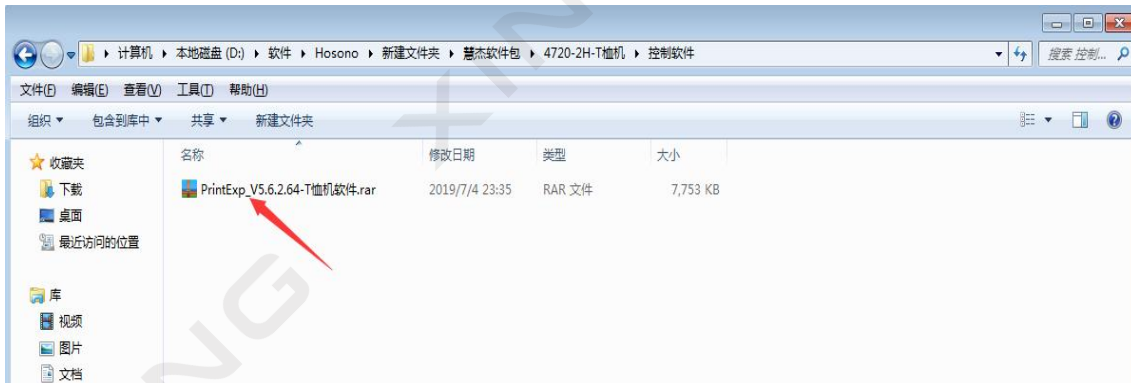 计算机 ▸ 本地磁盘 (D:) ▸ 软件 ▸ Hosono ▸ 新建文件夹 ▸ 慧杰软件包 ▸ 4720-2H-T恤机 ▸ 控制软件
搜索 控制...
文件(F) 编辑(E) 查看(V) 工具(T) 帮助(H)
组织 包含到库中 共享 新建文件夹
收藏夹
下载
桌面
最近访问的位置
库
视频
图片
文档
名称 修改日期 类型 大小
PrintExp_V5.6.2.64-T恤机软件.rar 2019/7/4 23:35 RAR 文件 7,753 KB